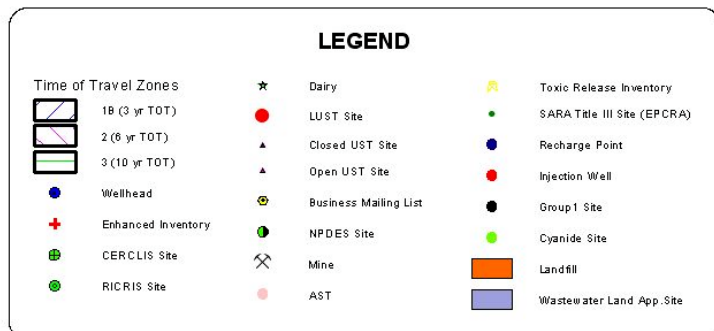 LEGEND
Time of Travel Zones
1B (3 yr TOT)
2 (6 yr TOT)
3 (10 yr TOT)
Wellhead
Enhanced Inventory
CERCLIS Site
RICRIS Site
Dairy
LUST Site
Closed UST Site
Open UST Site
Business Mailing List
NPDES Site
Mine
AST
Toxic Release Inventory
SARA Title III Site (EPCRA)
Recharge Point
Injection Well
Group1 Site
Cyanide Site
Landfill
Wastewater Land App.Site